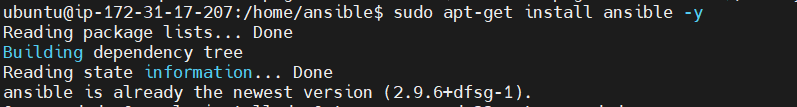 ubuntu@ip-172-31-17-207:/home/ansible$ sudo apt-get install ansible -y
Reading package lists... Done
Building dependency tree
Reading state information... Done
ansible is already the newest version (2.9.6+dfsg-1).